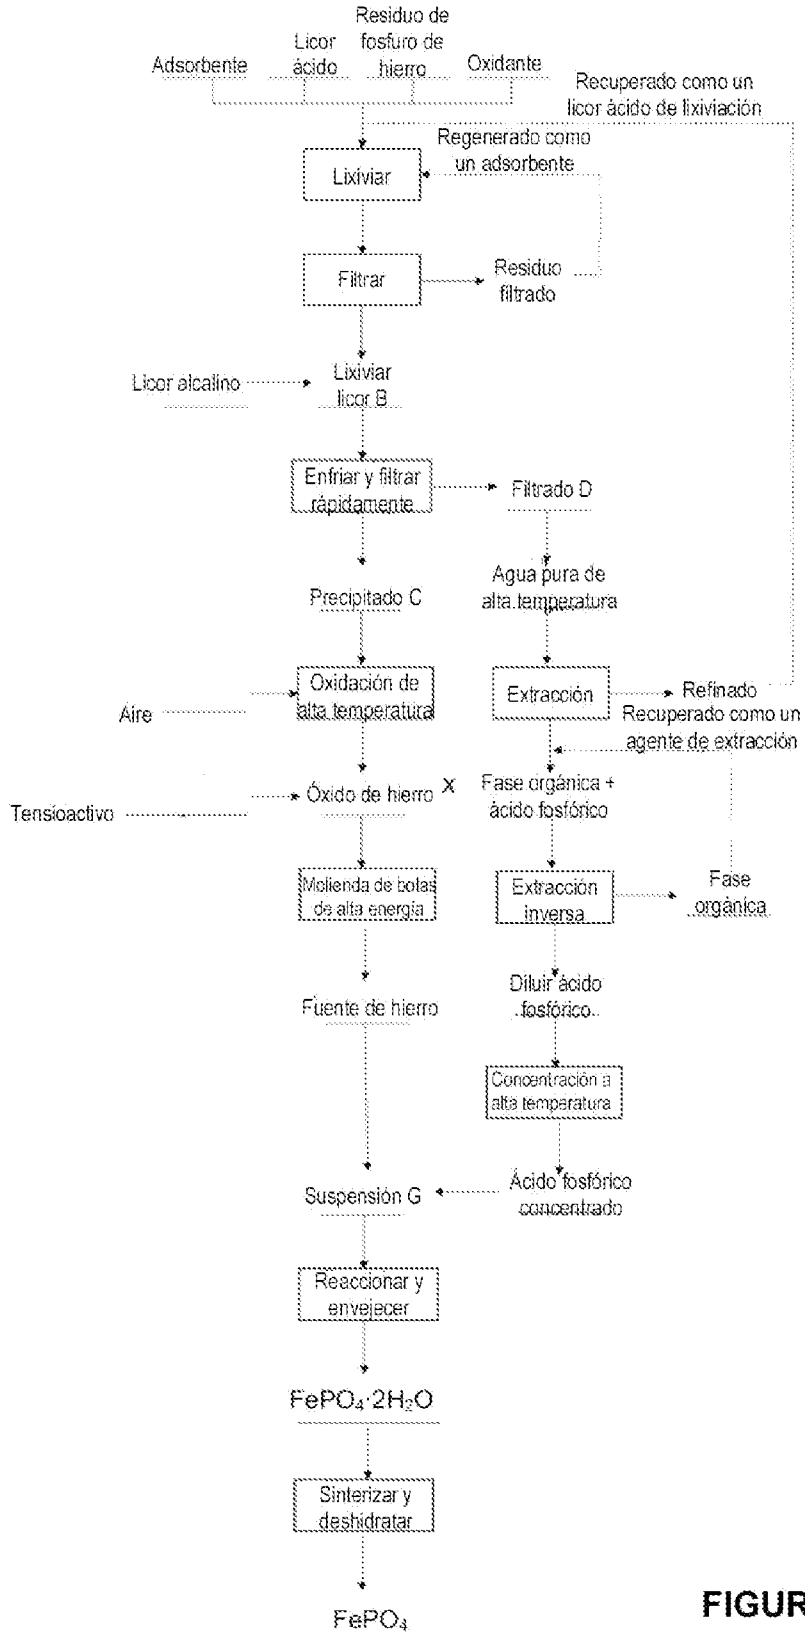 Residuo de
fosfuro de
hierro
Licor
ácido
Adsorbente
Oxidante
Recuperado como un
licor ácido de lixiviación
Regenerado como
un adsorbente
Lixiviar
Filtrar
Residuo
filtrado
Licor alcalino
Lixiviar
licor B
Enfriar y filtrar
rápidamente
Filtrado D
Precipitado C
Agua pura de
alta temperatura
Aire
Oxidación de
alta temperatura
Extracción
Refinado
Recuperado como un
agente de extracción
Tensioactivo
Óxido de hierro
X
Fase orgánica +
ácido fosfórico
Molienda de bolas
de alta energía
Extracción
inversa
Fase
orgánica
Fuente de hierro
Diluir ácido
fosfórico
Concentración a
alta temperatura
Suspensión G
Ácido fosfórico
concentrado
Reaccionar y
envejecer
FePO₄·2H₂O
Sinterizar y
deshidratar
FePO₄
FIGUR